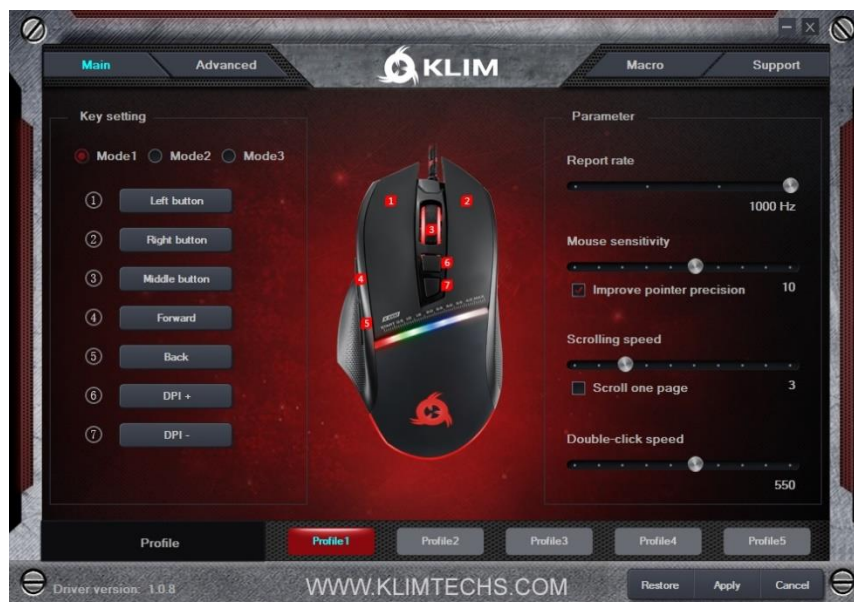 Main
Advanced
KLIM
Macro
Support
Key setting
Mode1 Mode2 Mode3
1 Left button
2 Right button
3 Middle button
4 Forward
5 Back
6 DPI +
7 DPI -
1
2
3
4
5
6
7
Parameter
Report rate
1000 Hz
Mouse sensitivity
Improve pointer precision 10
Scrolling speed
Scroll one page 3
Double-click speed
550
Profile
Profile1
Profile2
Profile3
Profile4
Profile5
Driver version: 1.0.8
WWW.KLIMTECHS.COM
Restore
Apply
Cancel